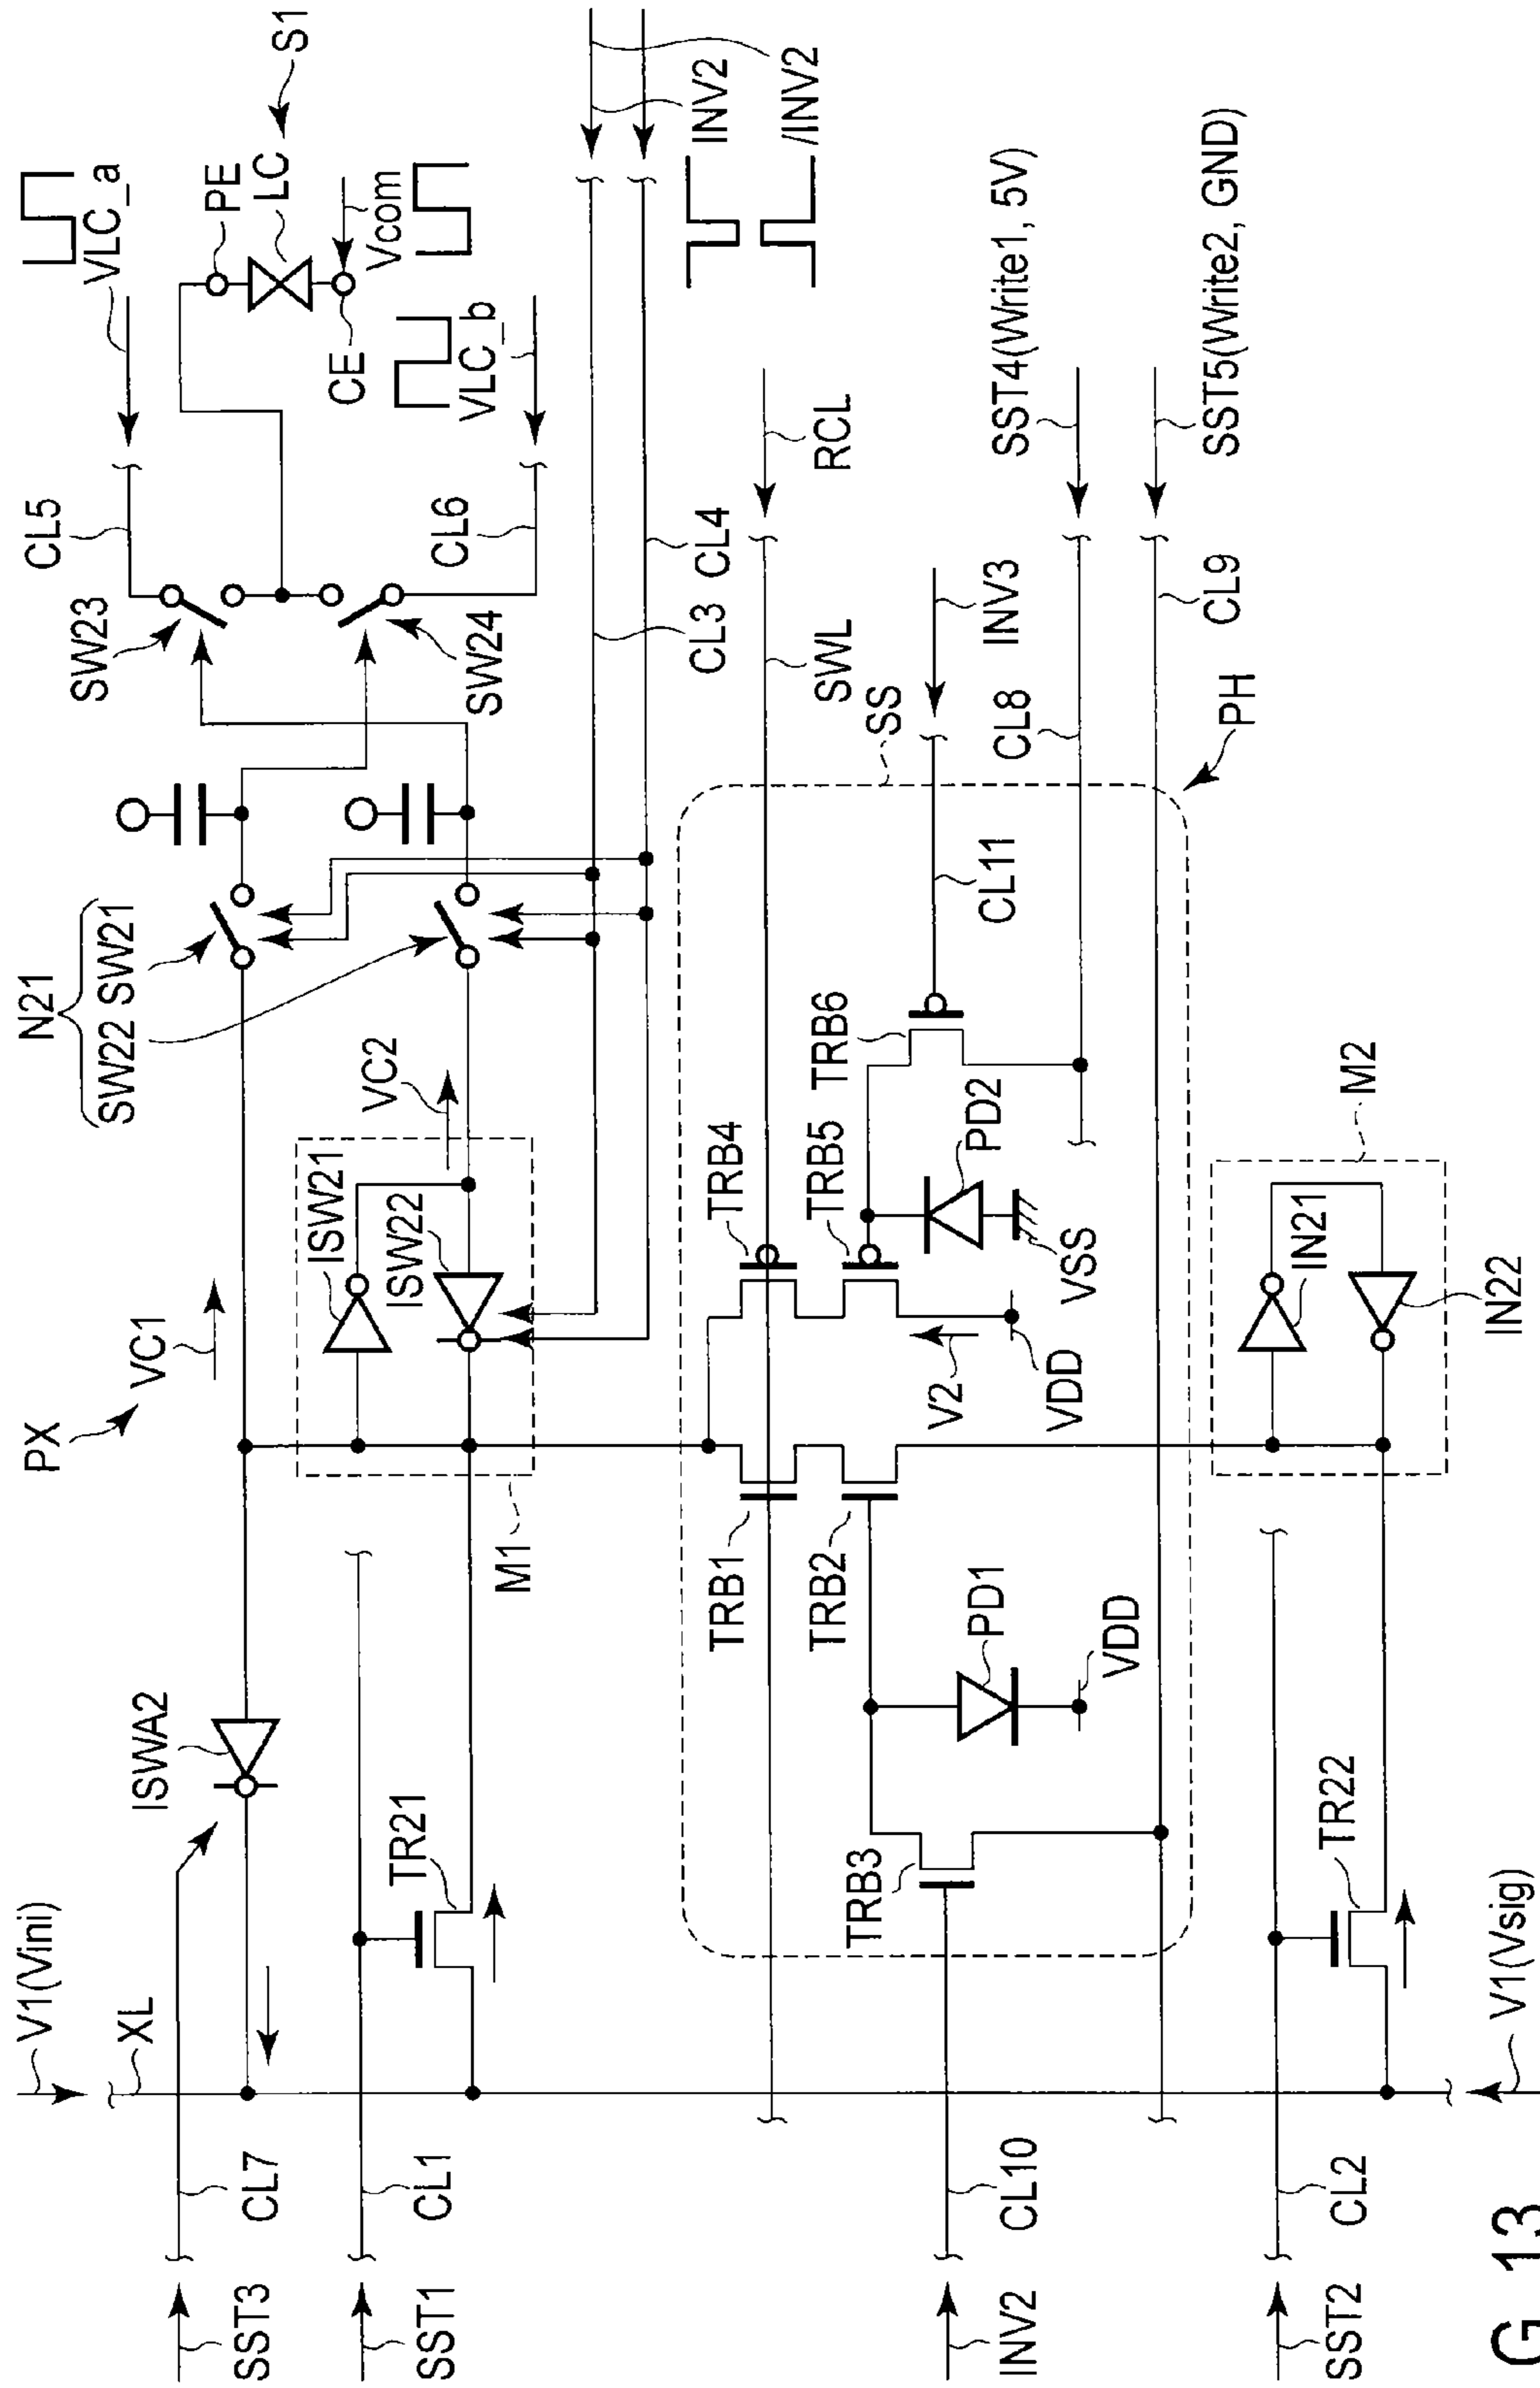 V1(Vini)
XL
PX
VC1
ISWA2
SST3
CL7
SST1
CL1
TR21
M1
ISW21
ISW22
VC2
N21
SW22 SW21
SW23
SW24
CL5
CL6
VLC_a
VLC_b
PE
LC
CE
Vcom
S1
INV2
/INV2
CL3
CL4
SWL
RCL
SS
INV3
CL11
CL8
CL9
PH
SST4(Write1, 5V)
SST5(Write2, GND)
TRB1
TRB2
TRB3
TRB4
TRB5
TRB6
PD1
VDD
PD2
VSS
V2
VDD
INV2
CL10
SST2
CL2
TR22
M2
IN21
IN22
V1(Vsig)
G 13